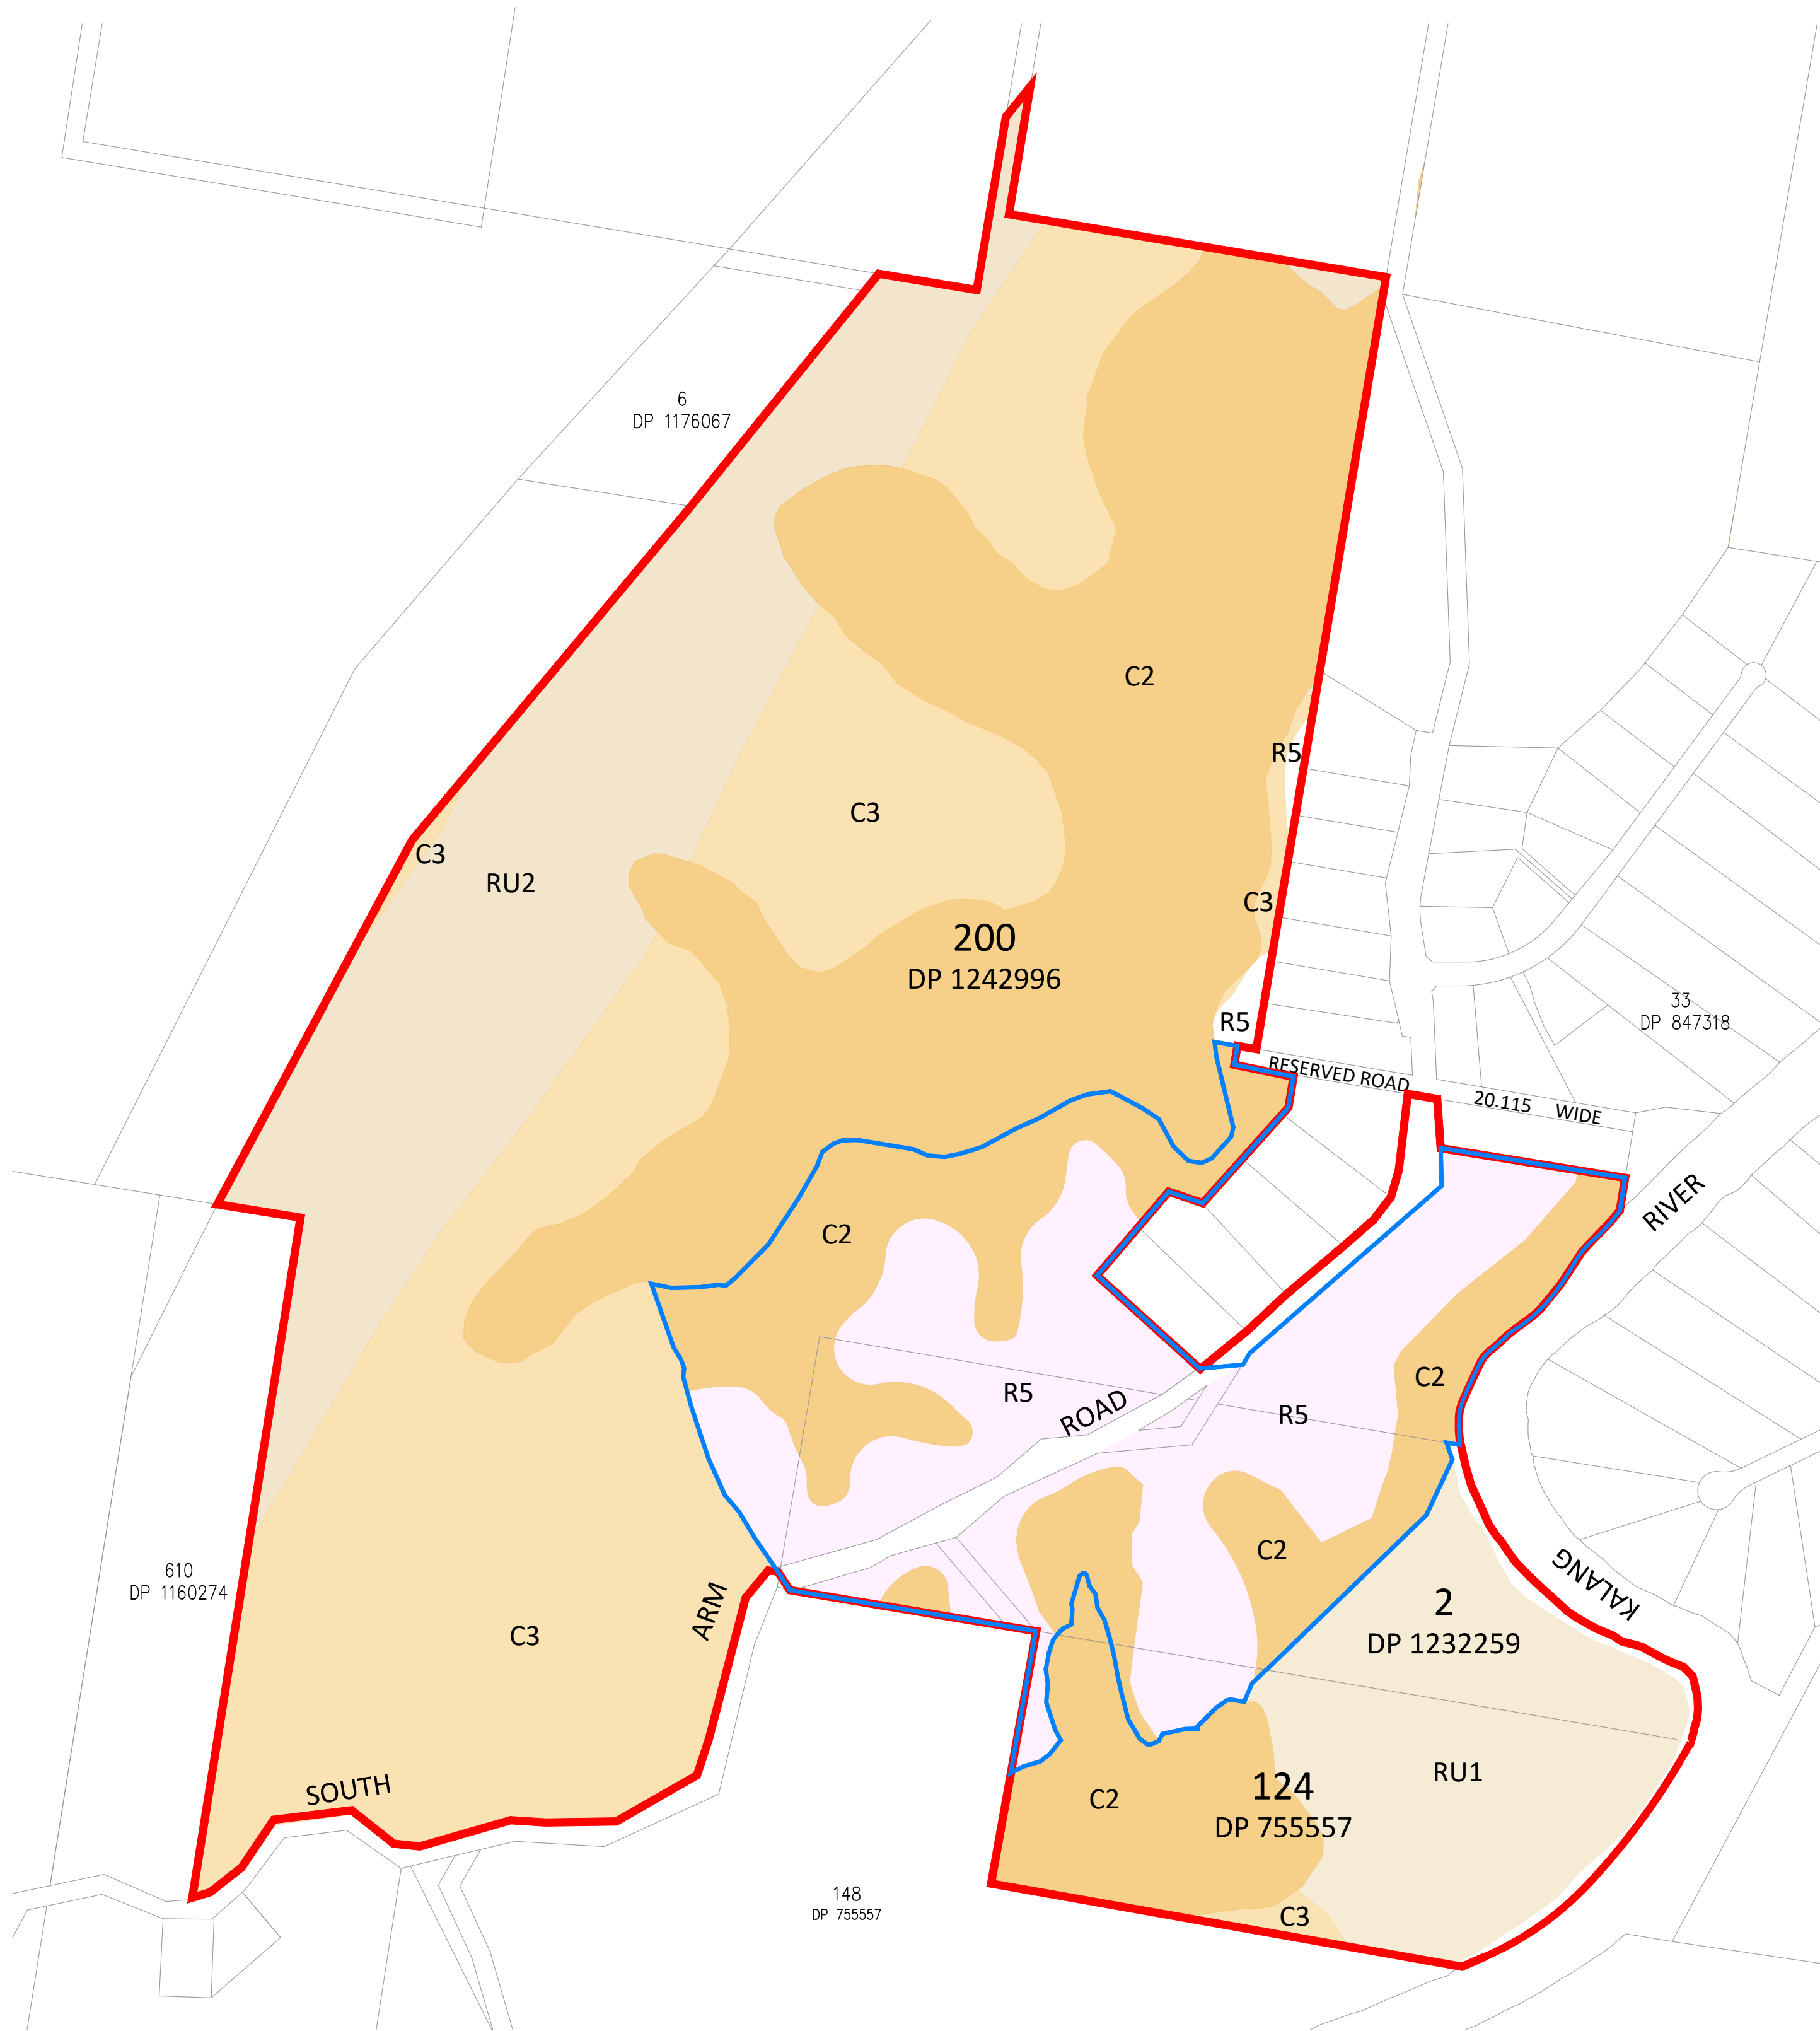 6
DP 1176067
C2
R5
C3
C3
RU2
C3
200
DP 1242996
33
DP 847318
R5
RESERVED ROAD
20.115 WIDE
RIVER
C2
C2
R5
ROAD
R5
C2
KALANG
610
DP 1160274
ARM
2
DP 1232259
C3
SOUTH
RU1
124
DP 755557
C2
148
DP 755557
C3